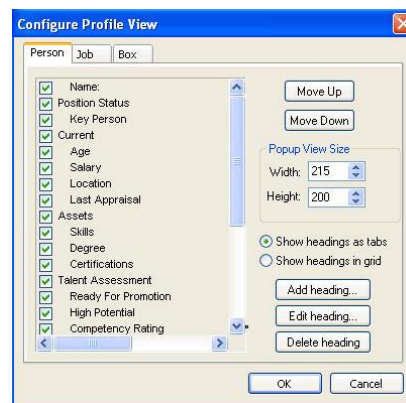 Configure Profile View
Person Job Box
Name:
Position Status
Key Person
Current
Age
Salary
Location
Last Appraisal
Assets
Skills
Degree
Certifications
Talent Assessment
Ready For Promotion
High Potential
Competency Rating
Move Up
Move Down
Popup View Size
Width: 215
Height: 200
Show headings as tabs
Show headings in grid
Add heading...
Edit heading...
Delete heading
OK Cancel